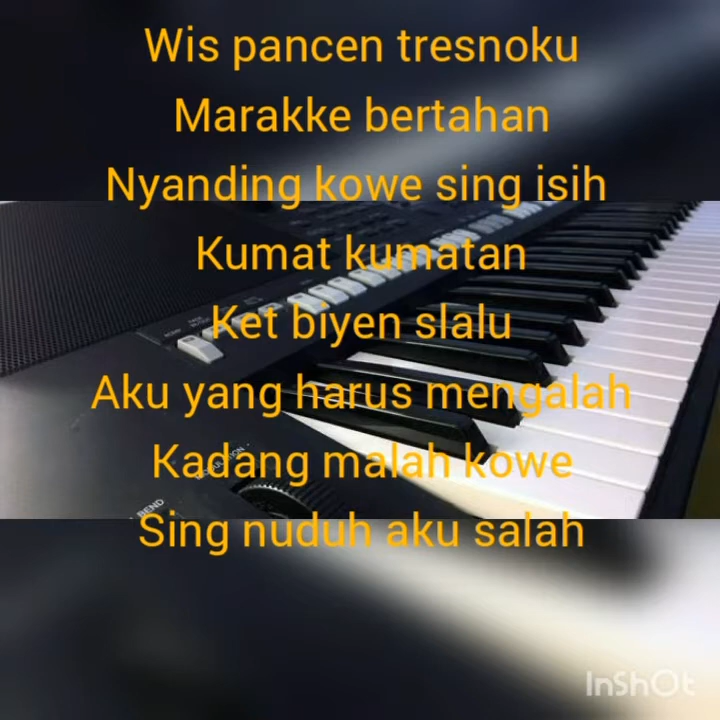 Wis pancen tresnoku
Marakke bertahan
Nyanding kowe sing isih
Kumat kumatan
Ket biyen slalu
Aku yang harus mengalah
Kadang malah kowe
Sing nuduh aku salah
BEND
InShOt